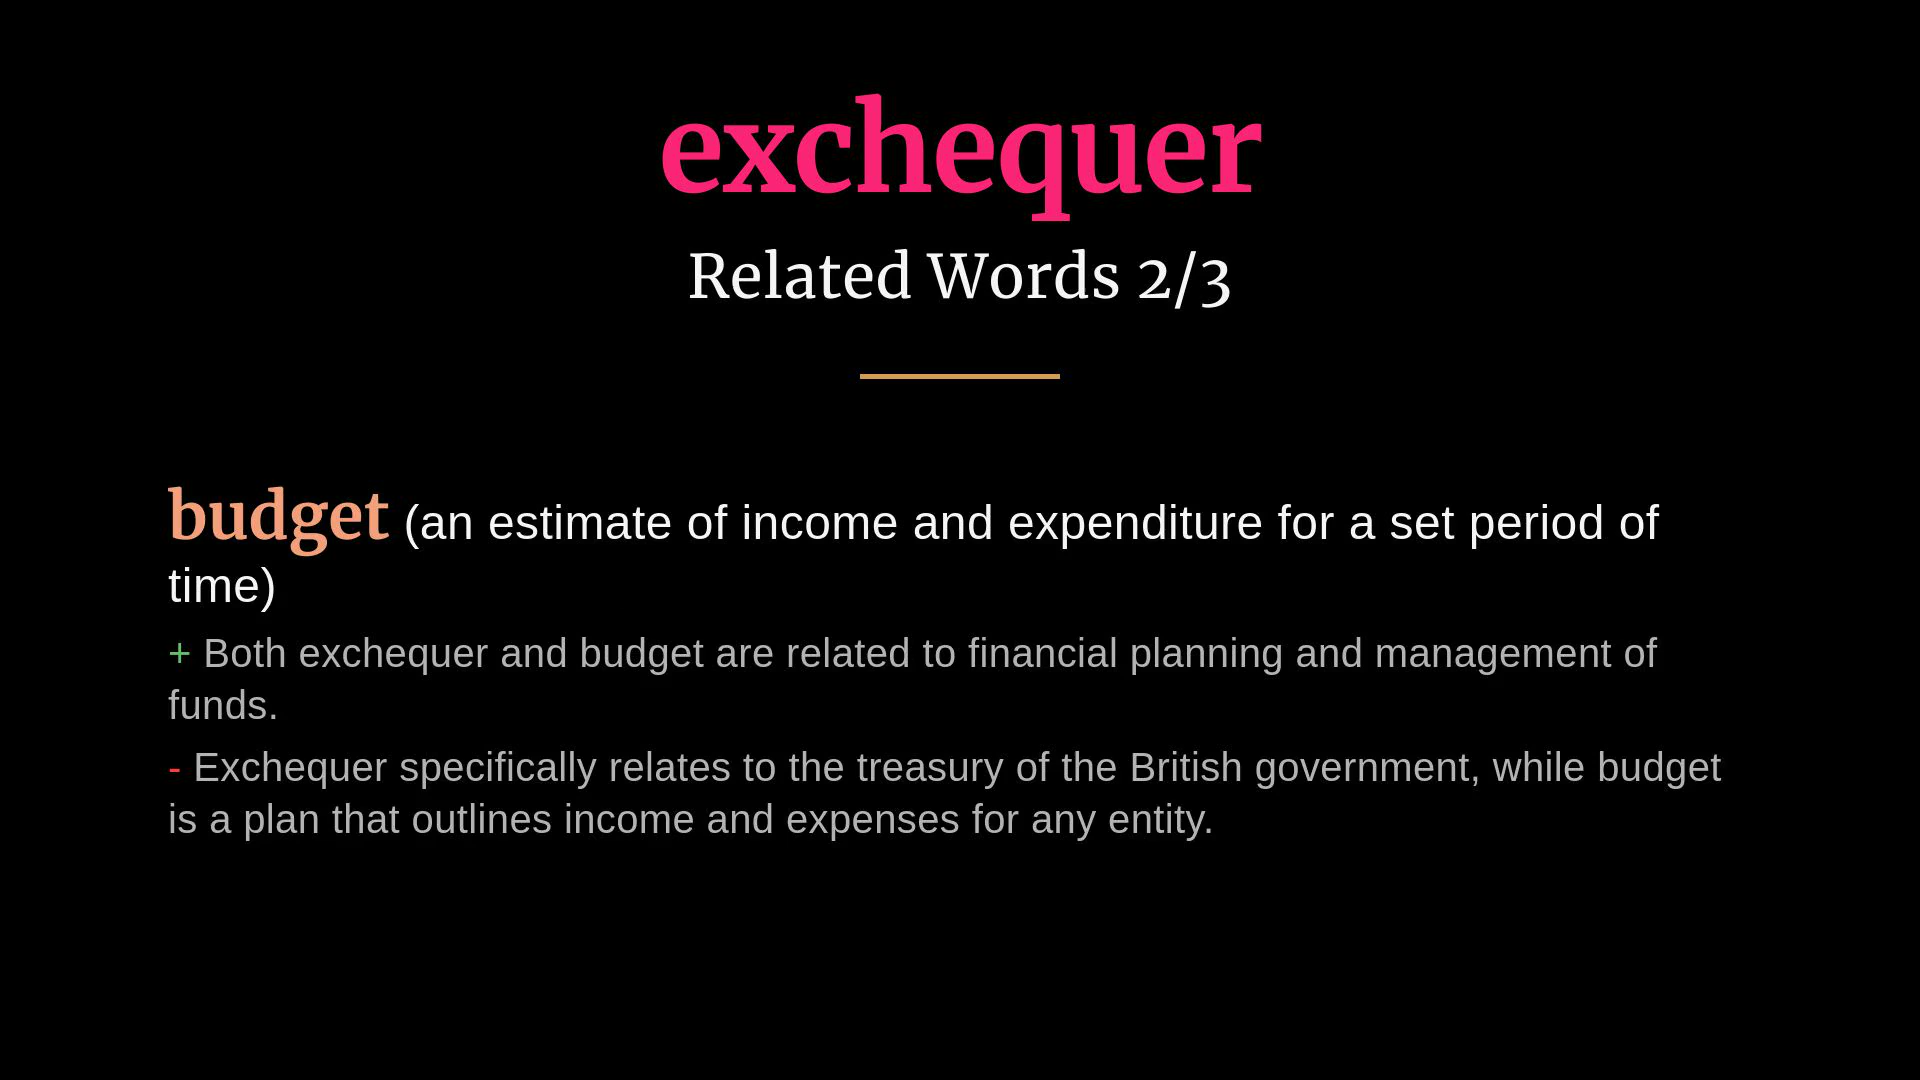 exchequer
Related Words 2/3
budget (an estimate of income and expenditure for a set period of
time)
+ Both exchequer and budget are related to financial planning and management of
funds.
- Exchequer specifically relates to the treasury of the British government, while budget
is a plan that outlines income and expenses for any entity.